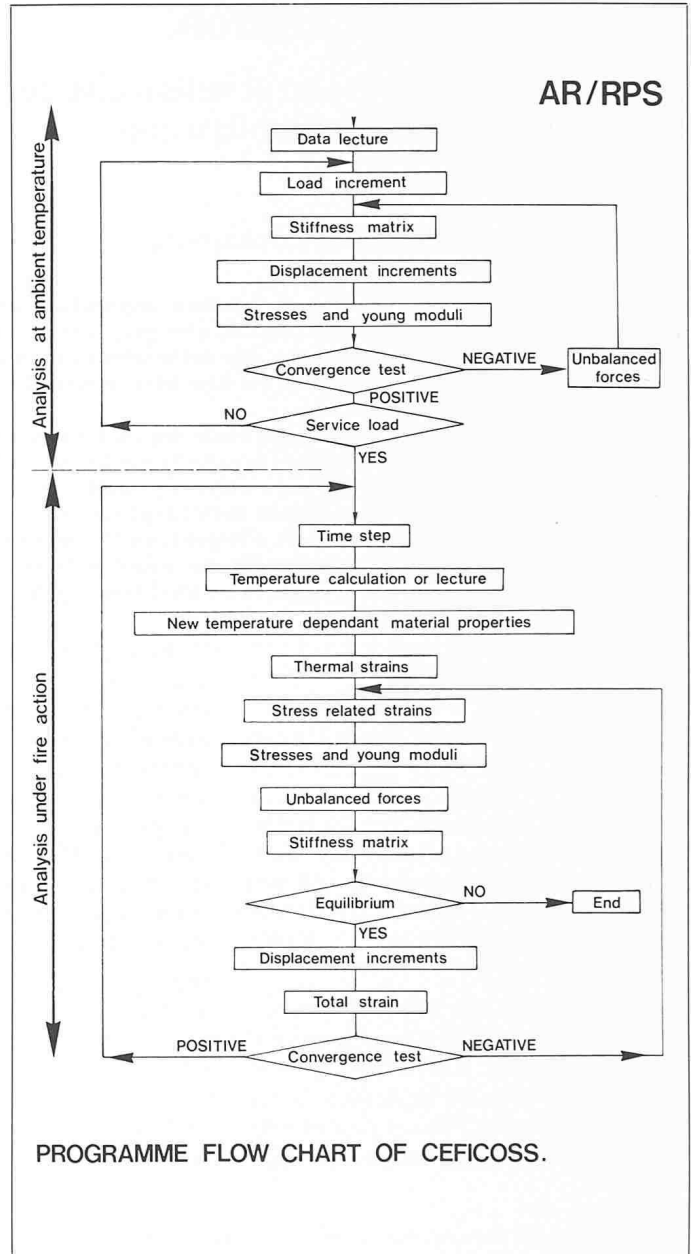 AR/RPS
Analysis at ambient temperature
Data lecture
Load increment
Stiffness matrix
Displacement increments
Stresses and young moduli
Convergence test
NEGATIVE
Unbalanced
forces
POSITIVE
NO
Service load
YES
Analysis under fire action
Time step
Temperature calculation or lecture
New temperature dependant material properties
Thermal strains
Stress related strains
Stresses and young moduli
Unbalanced forces
Stiffness matrix
Equilibrium
NO
End
YES
Displacement increments
Total strain
POSITIVE
Convergence test
NEGATIVE
PROGRAMME FLOW CHART OF CEFICOSS.